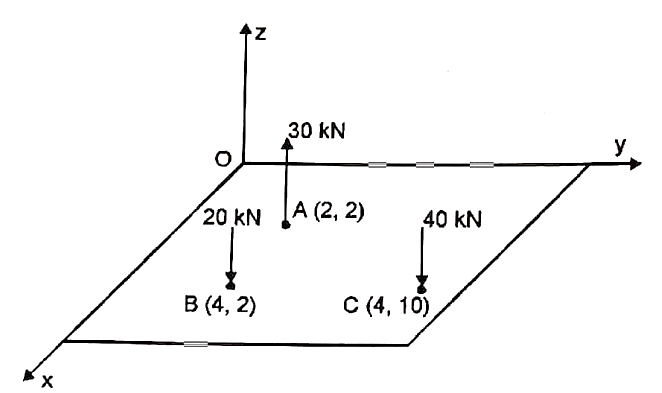 z
30 kN
O
y
A (2, 2)
20 kN
40 kN
B (4, 2)
C (4, 10)
x